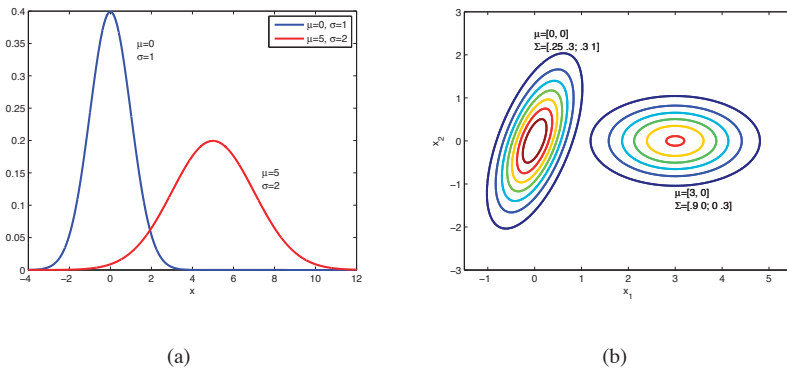 0.4
0.35
0.3
0.25
0.2
0.15
0.1
0.05
0
−4
−2
0
2
4
6
8
10
12
x
μ=0
σ=1
μ=5
σ=2
μ=0, σ=1
μ=5, σ=2
(a)
3
2
1
0
−1
−2
−3
−1
0
1
2
3
4
5
x₁
x₂
μ=[0, 0]
Σ=[.25 .3; .3 1]
μ=[3, 0]
Σ=[.9 0; 0 .3]
(b)